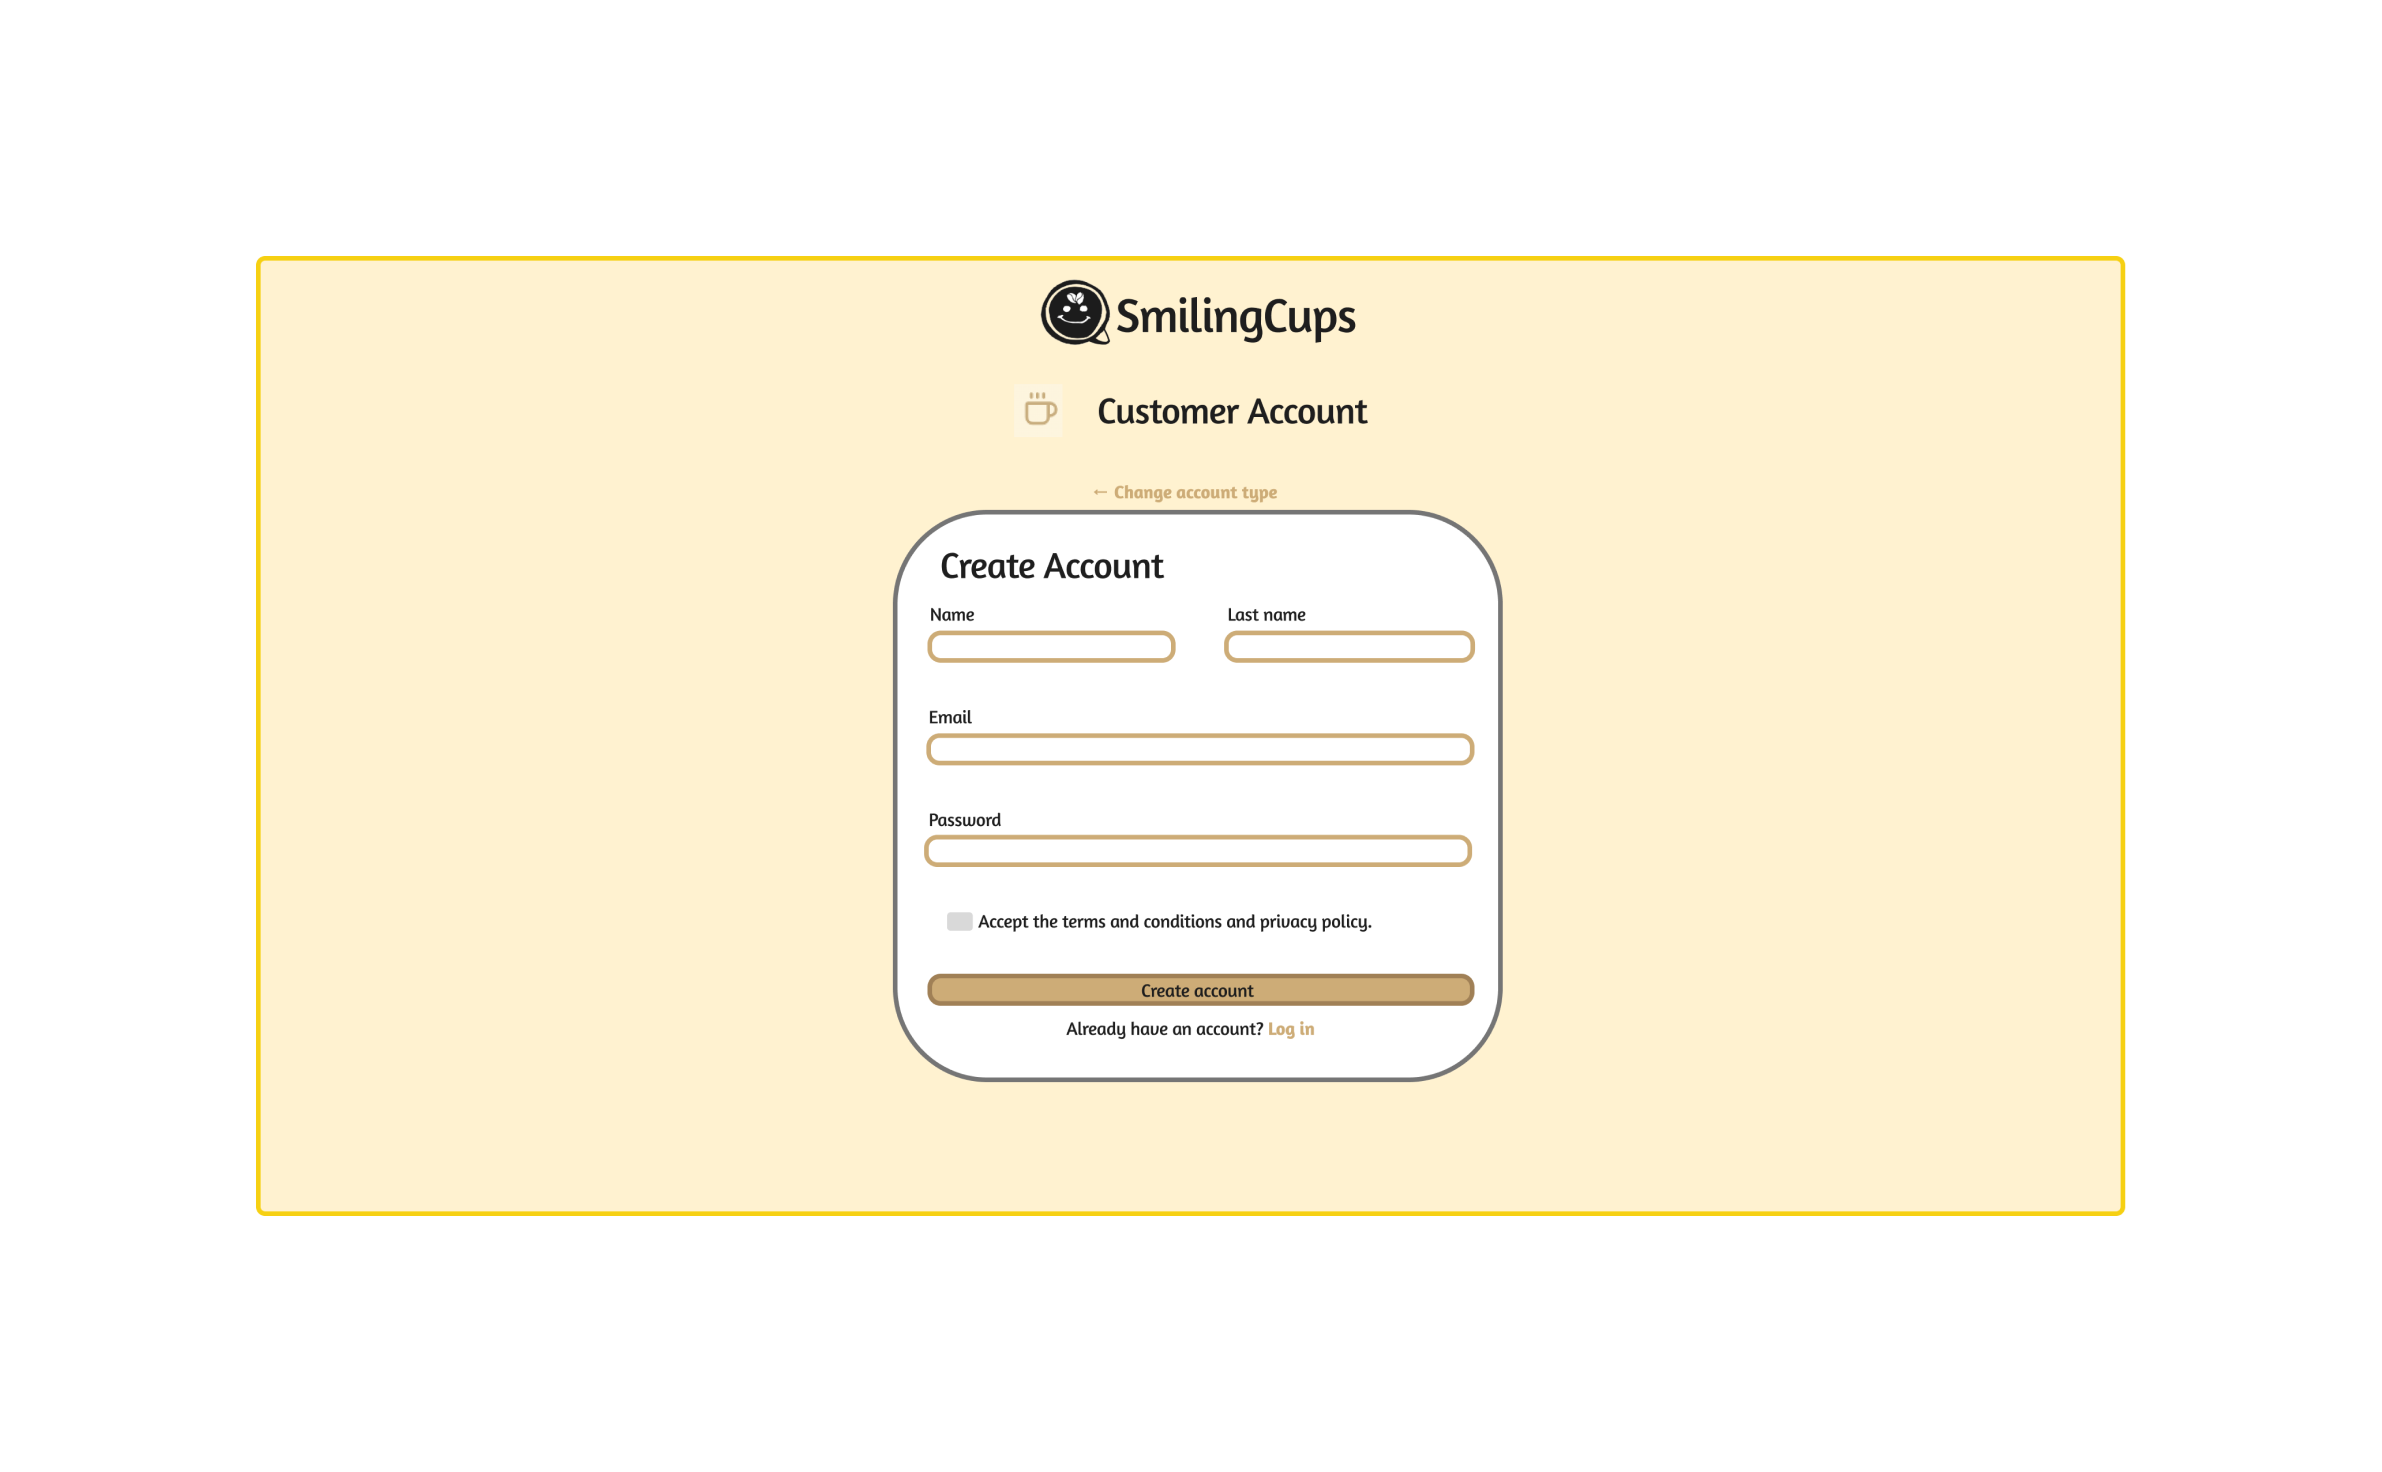 SmilingCups
Customer Account
← Change account type
Create Account
Name
Last name
Email
Password
Accept the terms and conditions and privacy policy.
Create account
Already have an account? Log in